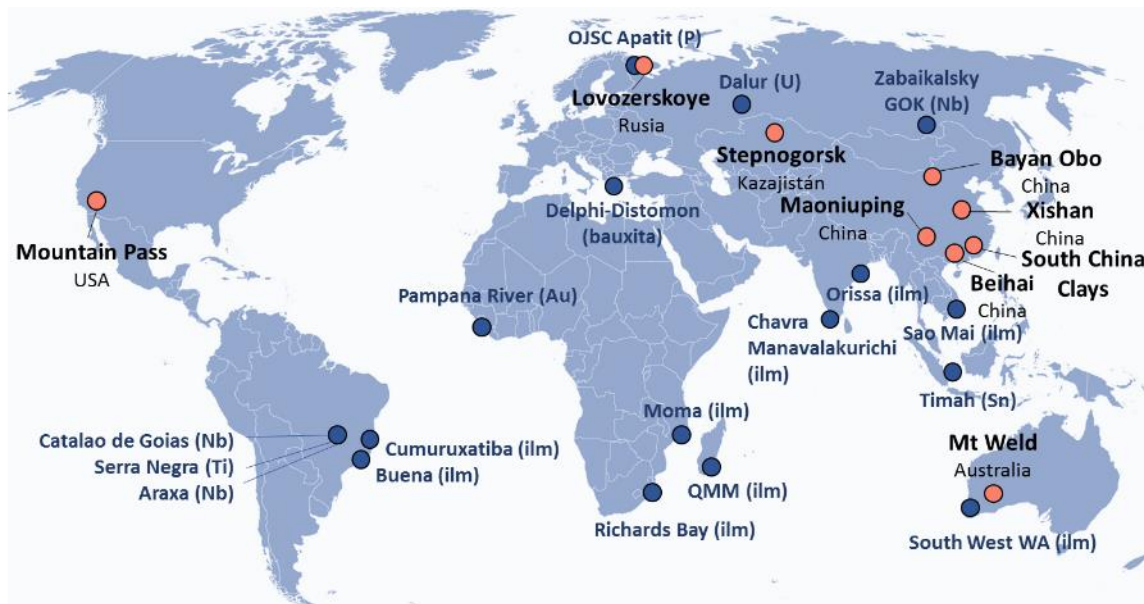 OJSC Apatit (P)
Lovozerskoye
Rusia
Dalur (U)
Zabaikalsky
GOK (Nb)
Stepnogorsk
Kazajistán
Bayan Obo
China
Delphi-Distomon
(bauxita)
Maoniuping
China
Xishan
China
Mountain Pass
USA
South China
Clays
Beihai
China
Pampana River (Au)
Orissa (ilm)
Chavra
Manavalakurichi
(ilm)
Sao Mai (ilm)
Timah (Sn)
Moma (ilm)
Catalao de Goias (Nb)
Serra Negra (Ti)
Araxa (Nb)
Cumuruxatiba (ilm)
Buena (ilm)
QMM (ilm)
Richards Bay (ilm)
Mt Weld
Australia
South West WA (ilm)